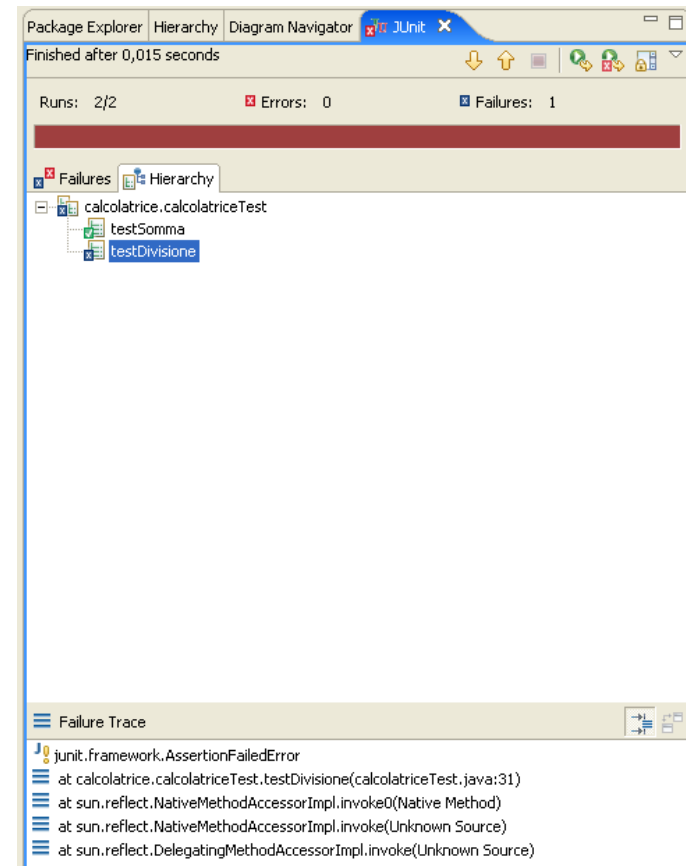 Package Explorer Hierarchy Diagram Navigator JUnit
Finished after 0,015 seconds
Runs: 2/2 Errors: 0 Failures: 1
Failures Hierarchy
calcolatrice.calcolatriceTest
testSomma
testDivisione
Failure Trace
junit.framework.AssertionFailedError
at calcolatrice.calcolatriceTest.testDivisione(calcolatriceTest.java:31)
at sun.reflect.NativeMethodAccessorImpl.invoke0(Native Method)
at sun.reflect.NativeMethodAccessorImpl.invoke(Unknown Source)
at sun.reflect.DelegatingMethodAccessorImpl.invoke(Unknown Source)